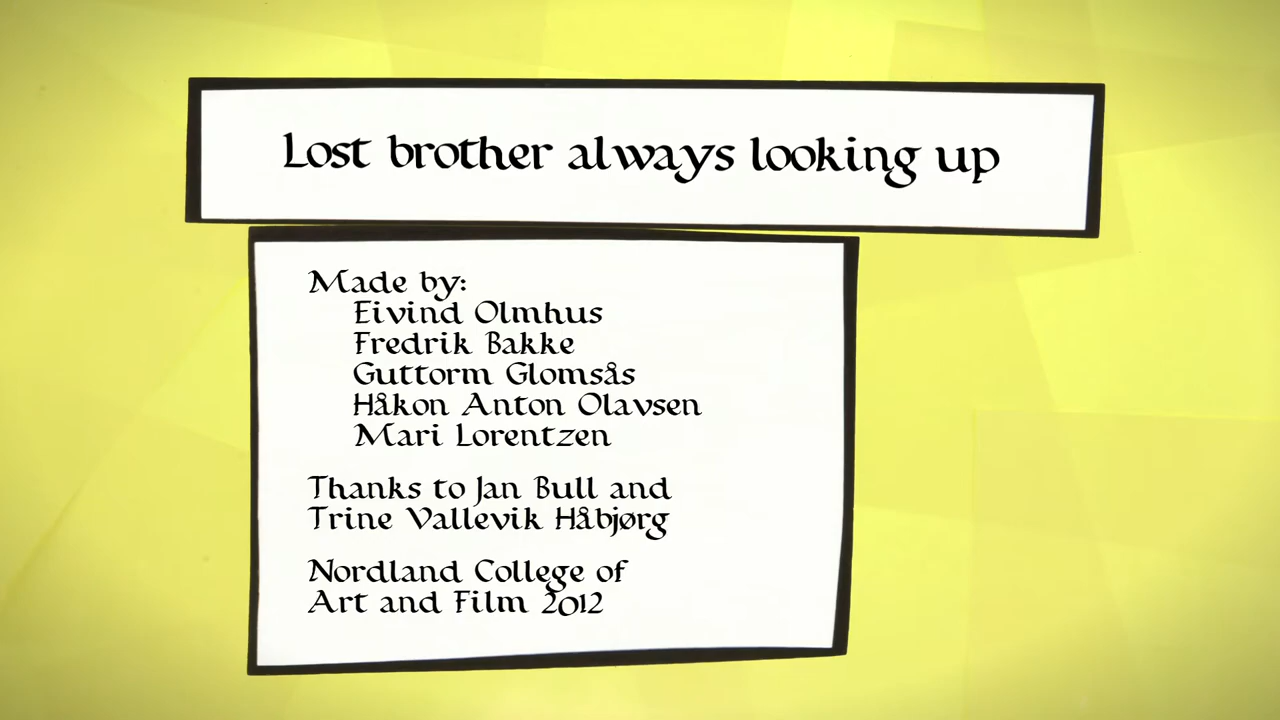 Lost brother always looking up
Made by:
Eivind Olmhus
Fredrik Bakke
Guttorm Glomsås
Håkon Anton Olavsen
Mari Lorentzen
Thanks to Jan Bull and
Trine Vallevik Håbjørg
Nordland College of
Art and Film 2012